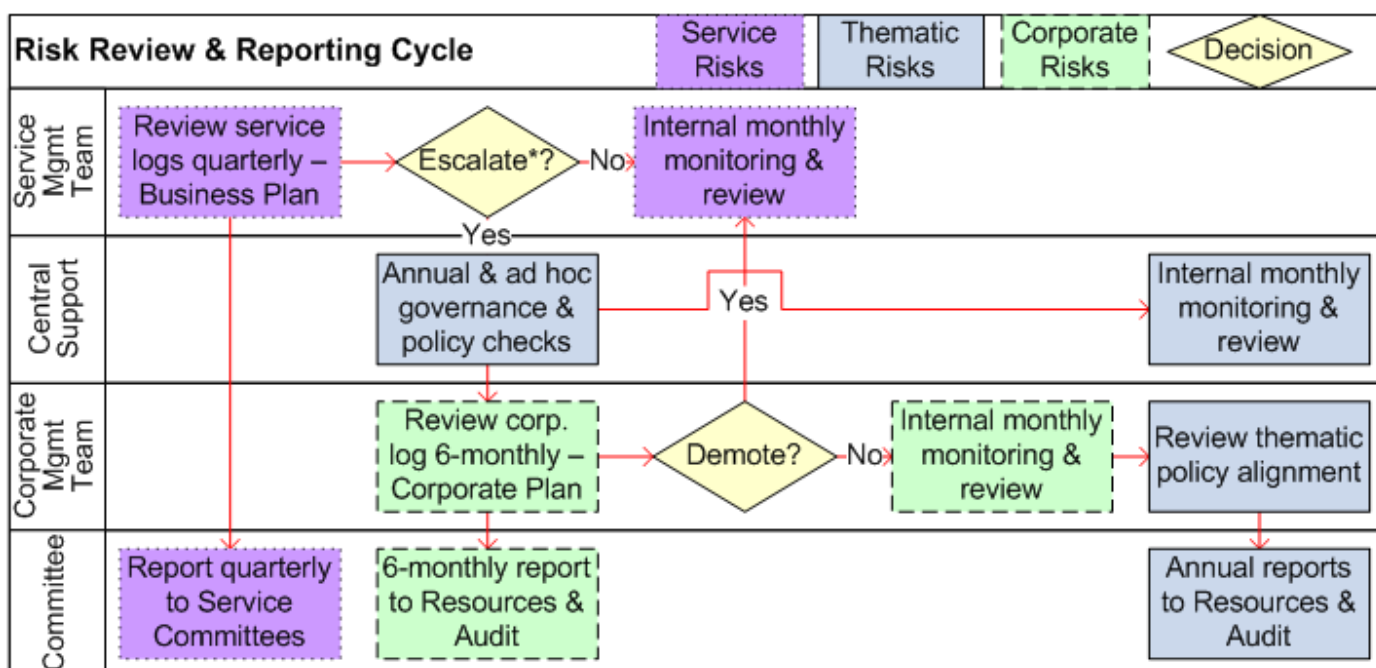 Risk Review & Reporting Cycle
Service
Risks
Thematic
Risks
Corporate
Risks
Decision
Service
Mgmt
Team
Review service
logs quarterly –
Business Plan
Escalate*?
No
Internal monthly
monitoring &
review
Yes
Central
Support
Annual & ad hoc
governance &
policy checks
Yes
Internal monthly
monitoring &
review
Corporate
Mgmt
Team
Review corp.
log 6-monthly –
Corporate Plan
Demote?
No
Internal monthly
monitoring &
review
Review thematic
policy alignment
Committee
Report quarterly
to Service
Committees
6-monthly report
to Resources &
Audit
Annual reports
to Resources &
Audit